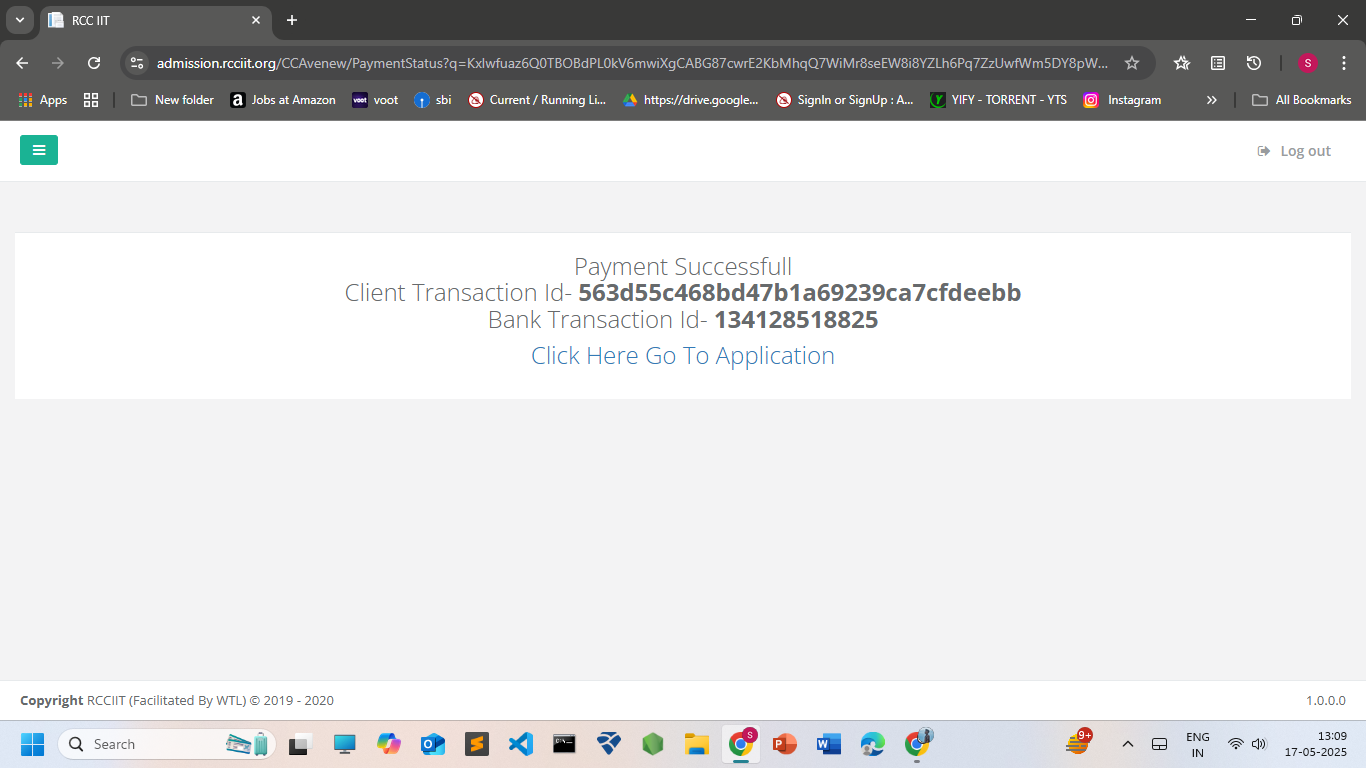 RCC IIT
admission.rcciit.org/CCAvenew/PaymentStatus?q=Kxlwfuaz6Q0TBOBdPL0kV6mwiXgCABG87cwrE2KbMhqQ7WiMr8seEW8i8YZLh6Pq7ZzUwfWm5DY8pW...
S
Apps
New folder
a Jobs at Amazon
voot voot
sbi
Current / Running Li...
https://drive.google...
SignIn or SignUp : A...
YIFY - TORRENT - YTS
Instagram
All Bookmarks
Log out
Payment Successfull
Client Transaction Id- 563d55c468bd47b1a69239ca7cfdeebb
Bank Transaction Id- 134128518825
Click Here Go To Application
Copyright RCCIIT (Facilitated By WTL) © 2019 - 2020
1.0.0.0
Search
S
9+
ENG
IN
13:09
17-05-2025